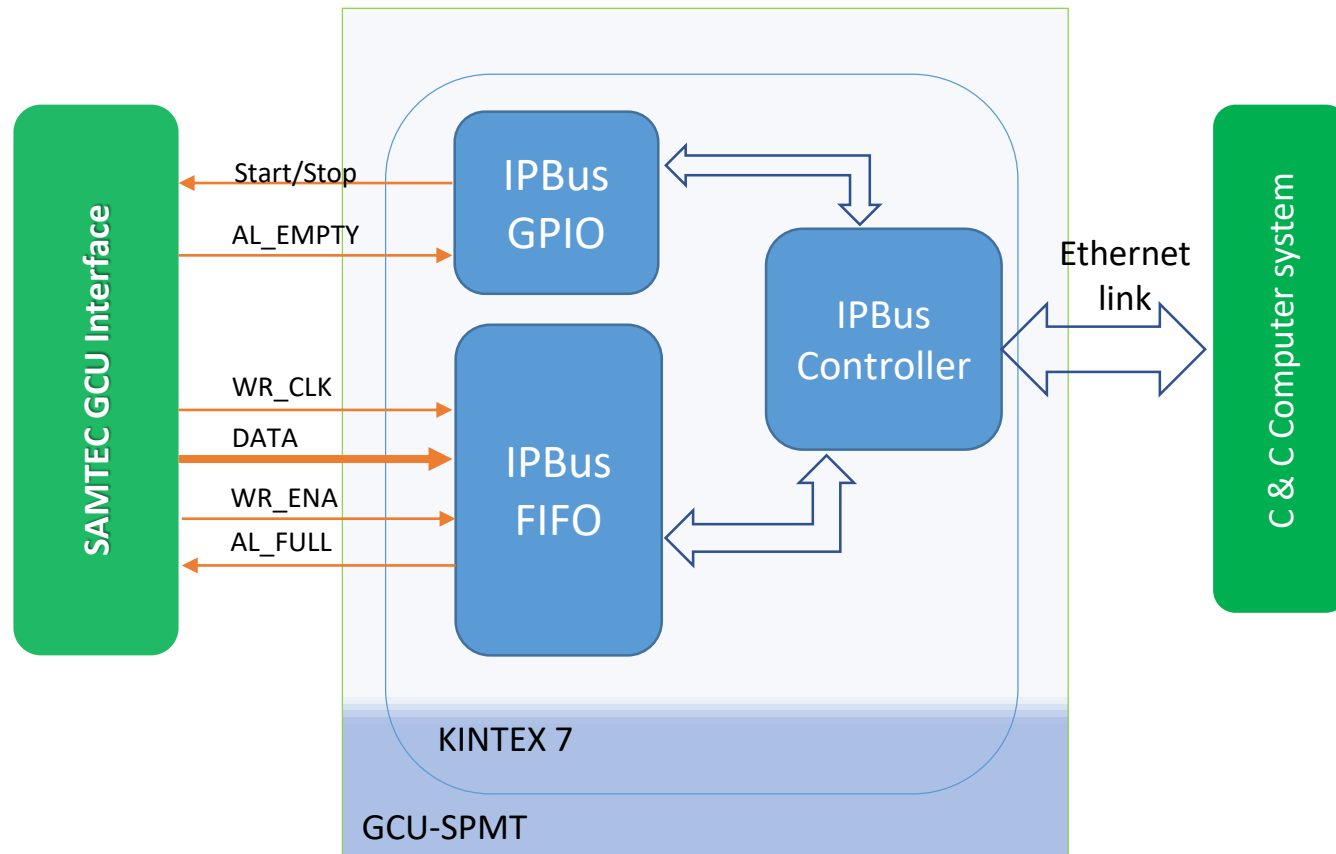 SAMTEC GCU Interface
Start/Stop
AL_EMPTY
WR_CLK
DATA
WR_ENA
AL_FULL
IPBus
GPIO
IPBus
FIFO
IPBus
Controller
Ethernet
link
C & C Computer system
KINTEX 7
GCU-SPMT